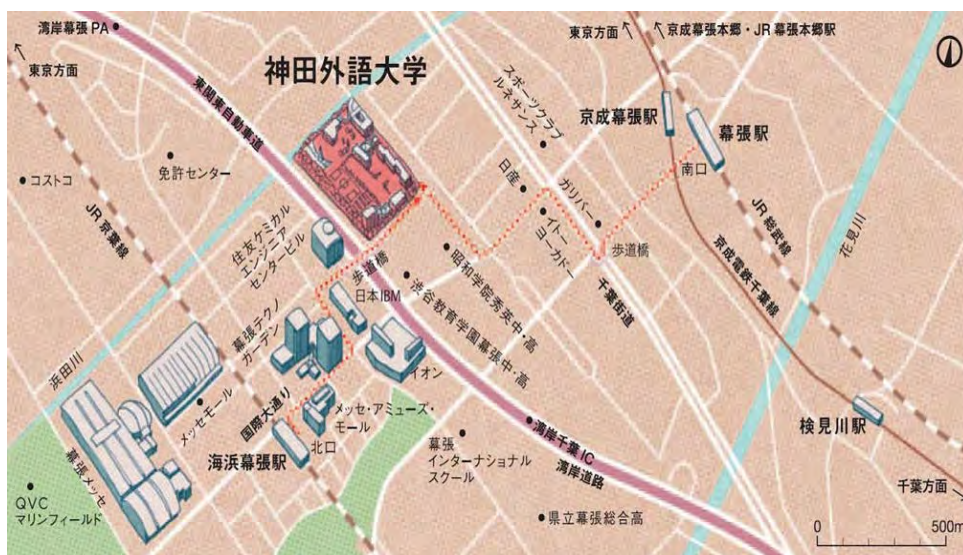 湾岸幕張PA
東京方面
神田外語大学
東関東自動車道
免許センター
コストコ
JR京葉線
住友ケミカル
エンジニア
センタービル
歩道橋
日本IBM
幕張テクノ
ガーデン
浜田川
メッセモール
幕張メッセ
国際大通り
イオン
メッセ・アミューズ・
モール
北口
海浜幕張駅
QVC
マリンフィールド
東京方面
京成幕張本郷・JR幕張本郷駅
スポーツクラブ
ルネサンス
京成幕張駅
幕張駅
南口
日産
ガリバー
イトー
ヨーカドー
歩道橋
千葉街道
昭和学院秀英中・高
渋谷教育学園幕張中・高
JR総武線
京成電鉄千葉線
花見川
検見川駅
千葉方面
湾岸千葉IC
湾岸道路
幕張
インターナショナル
スクール
県立幕張総合高
0 500m